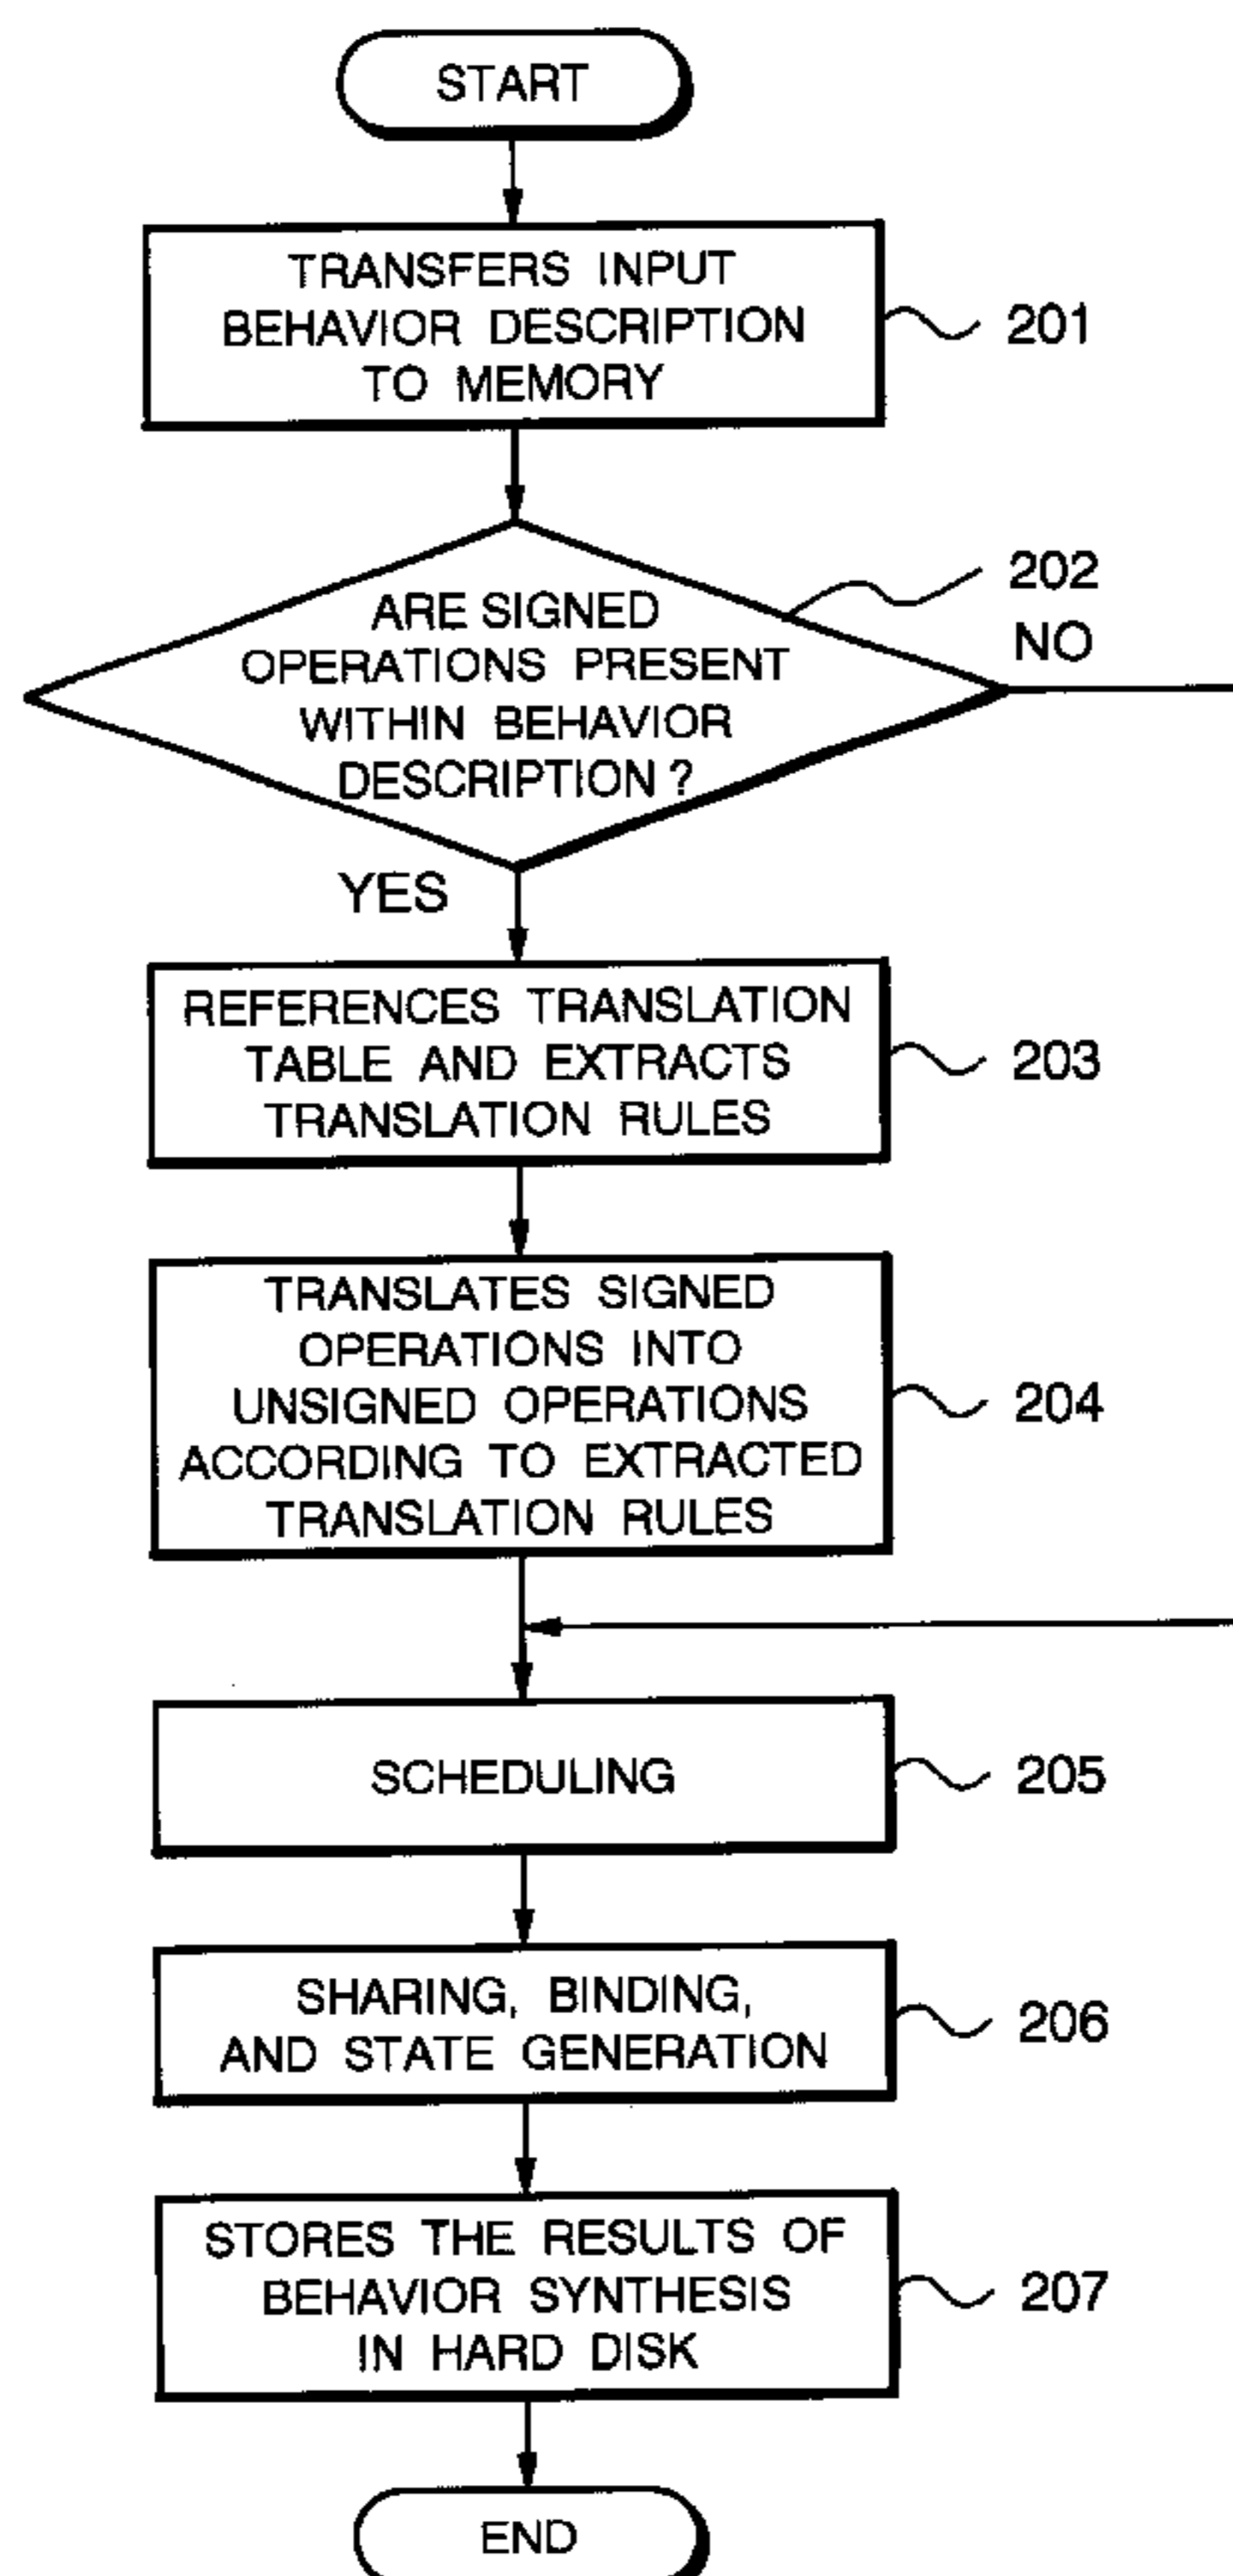 START
TRANSFERS INPUT
BEHAVIOR DESCRIPTION
TO MEMORY
201
202
ARE SIGNED
OPERATIONS PRESENT
WITHIN BEHAVIOR
DESCRIPTION ?
NO
YES
REFERENCES TRANSLATION
TABLE AND EXTRACTS
TRANSLATION RULES
203
TRANSLATES SIGNED
OPERATIONS INTO
UNSIGNED OPERATIONS
ACCORDING TO EXTRACTED
TRANSLATION RULES
204
SCHEDULING
205
SHARING, BINDING,
AND STATE GENERATION
206
STORES THE RESULTS OF
BEHAVIOR SYNTHESIS
IN HARD DISK
207
END